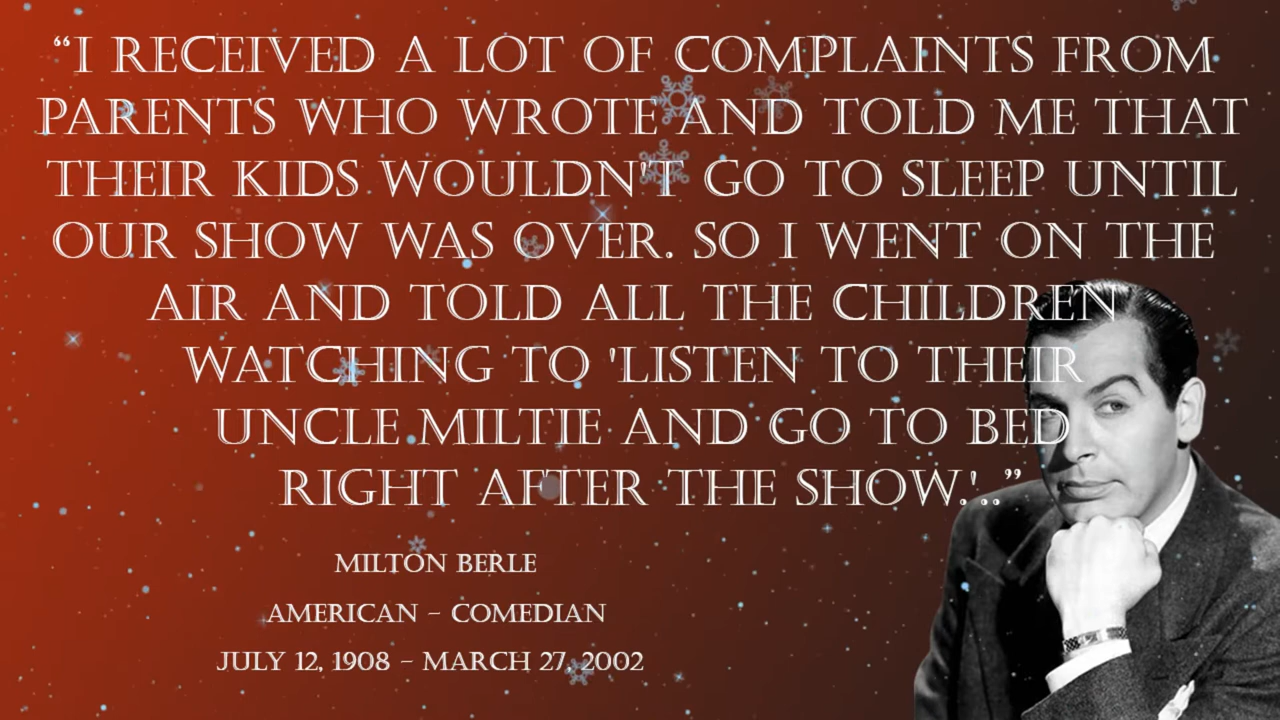 “I RECEIVED A LOT OF COMPLAINTS FROM
PARENTS WHO WROTE AND TOLD ME THAT
THEIR KIDS WOULDN'T GO TO SLEEP UNTIL
OUR SHOW WAS OVER. SO I WENT ON THE
AIR AND TOLD ALL THE CHILDREN
WATCHING TO 'LISTEN TO THEIR
UNCLE MILTIE AND GO TO BED
RIGHT AFTER THE SHOW.'..”
MILTON BERLE
AMERICAN - COMEDIAN
JULY 12, 1908 - MARCH 27, 2002